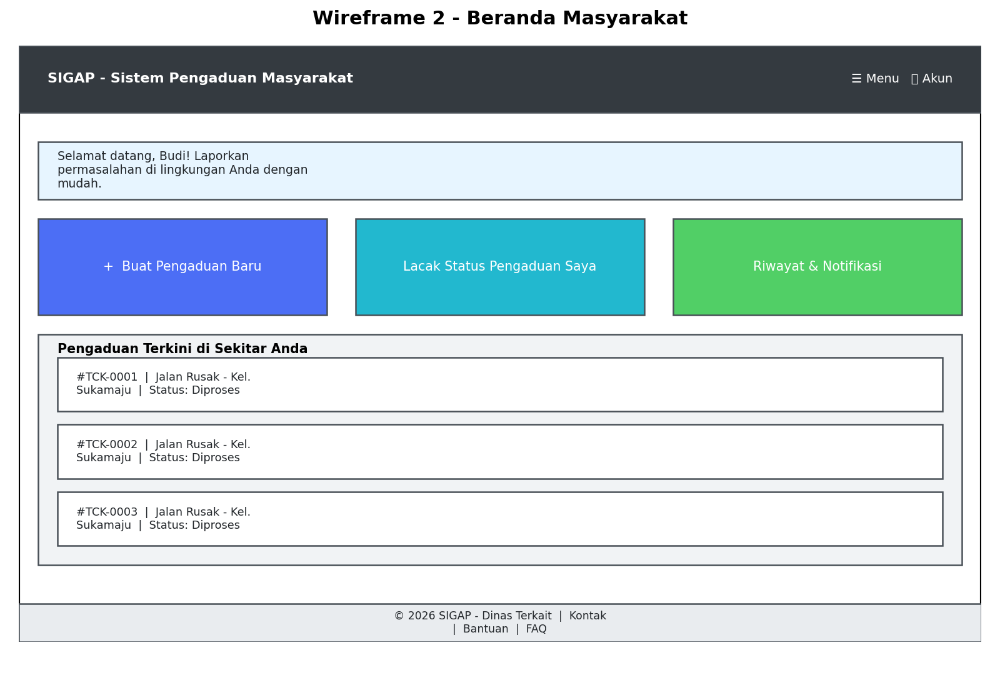 Wireframe 2 - Beranda Masyarakat
SIGAP - Sistem Pengaduan Masyarakat
☰ Menu Akun
Selamat datang, Budi! Laporkan
permasalahan di lingkungan Anda dengan
mudah.
+ Buat Pengaduan Baru
Lacak Status Pengaduan Saya
Riwayat & Notifikasi
Pengaduan Terkini di Sekitar Anda
#TCK-0001 | Jalan Rusak - Kel.
Sukamaju | Status: Diproses
#TCK-0002 | Jalan Rusak - Kel.
Sukamaju | Status: Diproses
#TCK-0003 | Jalan Rusak - Kel.
Sukamaju | Status: Diproses
© 2026 SIGAP - Dinas Terkait | Kontak
| Bantuan | FAQ